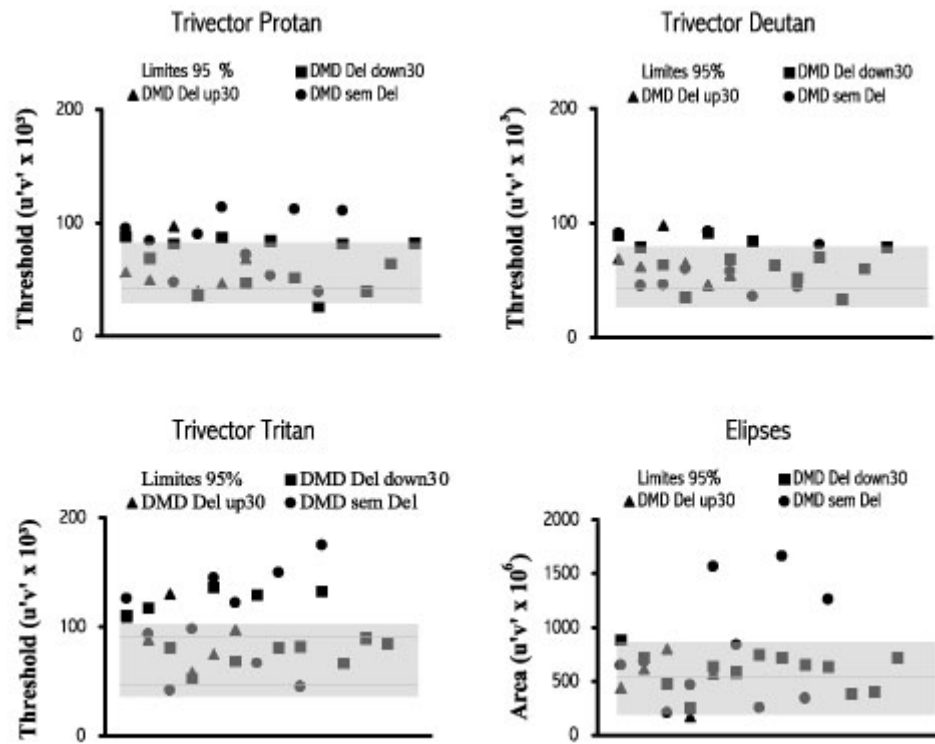 Trivector Protan
Limites 95 % ■ DMD Del down30
▲ DMD Del up30 ● DMD sem Del
Threshold (u'v' x 10³)
200
100
0
Trivector Deutan
Limites 95% ■ DMD Del down30
▲ DMD Del up30 ● DMD sem Del
Threshold (u'v' x 10³)
200
100
0
Trivector Tritan
Limites 95% ■ DMD Del down30
▲ DMD Del up30 ● DMD sem Del
Threshold (u'v' x 10³)
200
100
0
Elipses
Limites 95% ■ DMD Del down30
▲ DMD Del up30 ● DMD sem Del
Area (u'v' x 10⁶)
2000
1500
1000
500
0